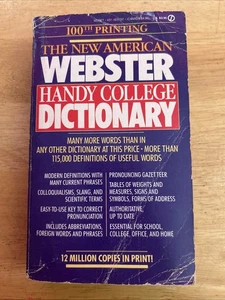 100TH PRINTING
THE NEW AMERICAN
WEBSTER
HANDY COLLEGE
DICTIONARY
MANY MORE WORDS THAN IN
ANY OTHER DICTIONARY AT THIS PRICE • MORE THAN
115,000 DEFINITIONS OF USEFUL WORDS
MODERN DEFINITIONS WITH
MANY CURRENT PHRASES
COLLOQUIALISMS, SLANG, AND
SCIENTIFIC TERMS
EASY-TO-USE KEY TO CORRECT
PRONUNCIATION
INCLUDES ABBREVIATIONS,
FOREIGN WORDS AND PHRASES
PRONOUNCING GAZETTEER
TABLES OF WEIGHTS AND
MEASURES, SIGNS AND
SYMBOLS, FORMS OF ADDRESS
AUTHORITATIVE,
UP TO DATE
ESSENTIAL FOR SCHOOL,
COLLEGE, OFFICE, AND HOME
12 MILLION COPIES IN PRINT!